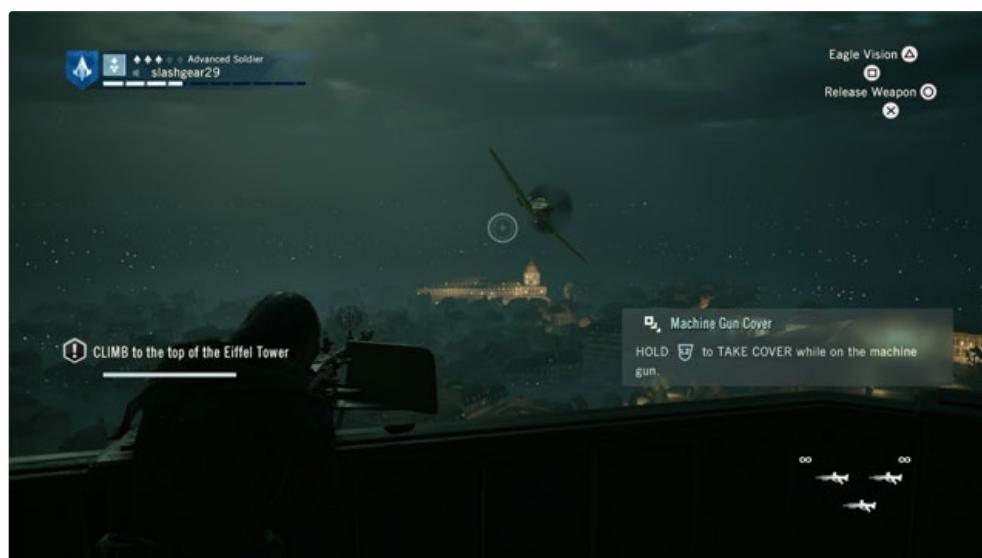 Advanced Soldier
slashgear29
Eagle Vision
Release Weapon
Machine Gun Cover
CLIMB to the top of the Eiffel Tower
HOLD L2 to TAKE COVER while on the machine
gun.
∞ ∞